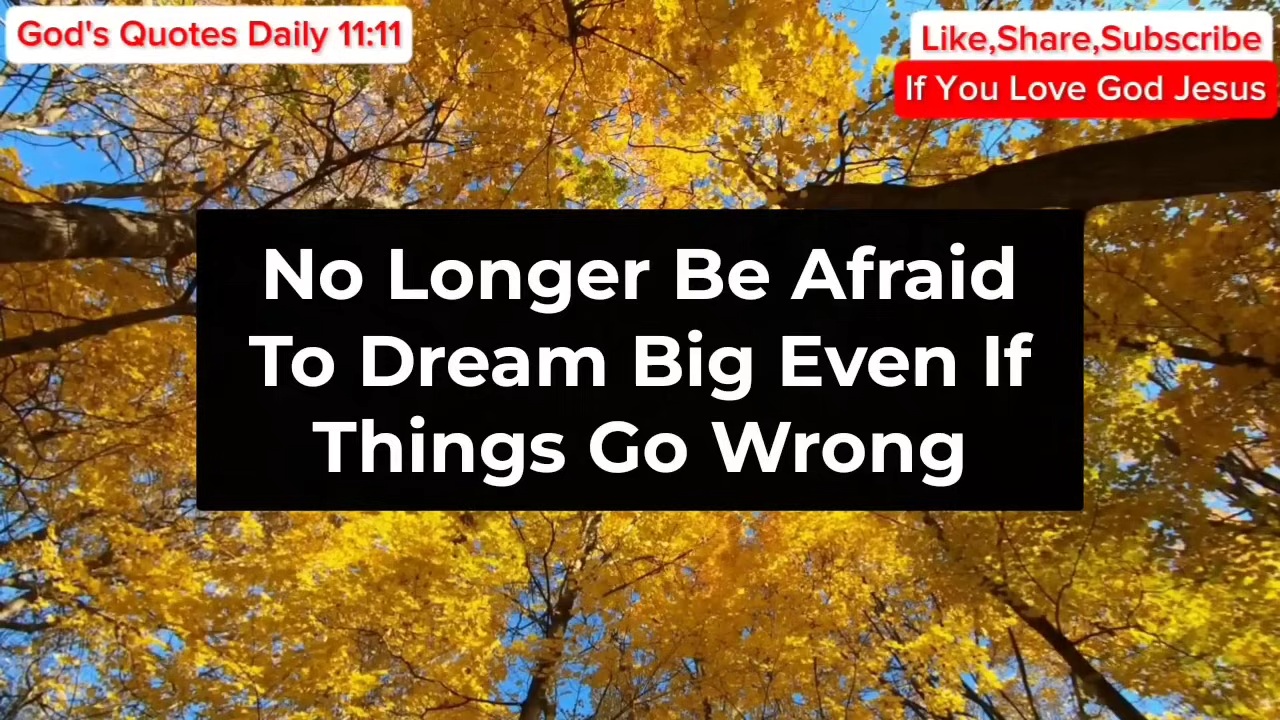 God's Quotes Daily 11:11
Like,Share,Subscribe
If You Love God Jesus
No Longer Be Afraid
To Dream Big Even If
Things Go Wrong